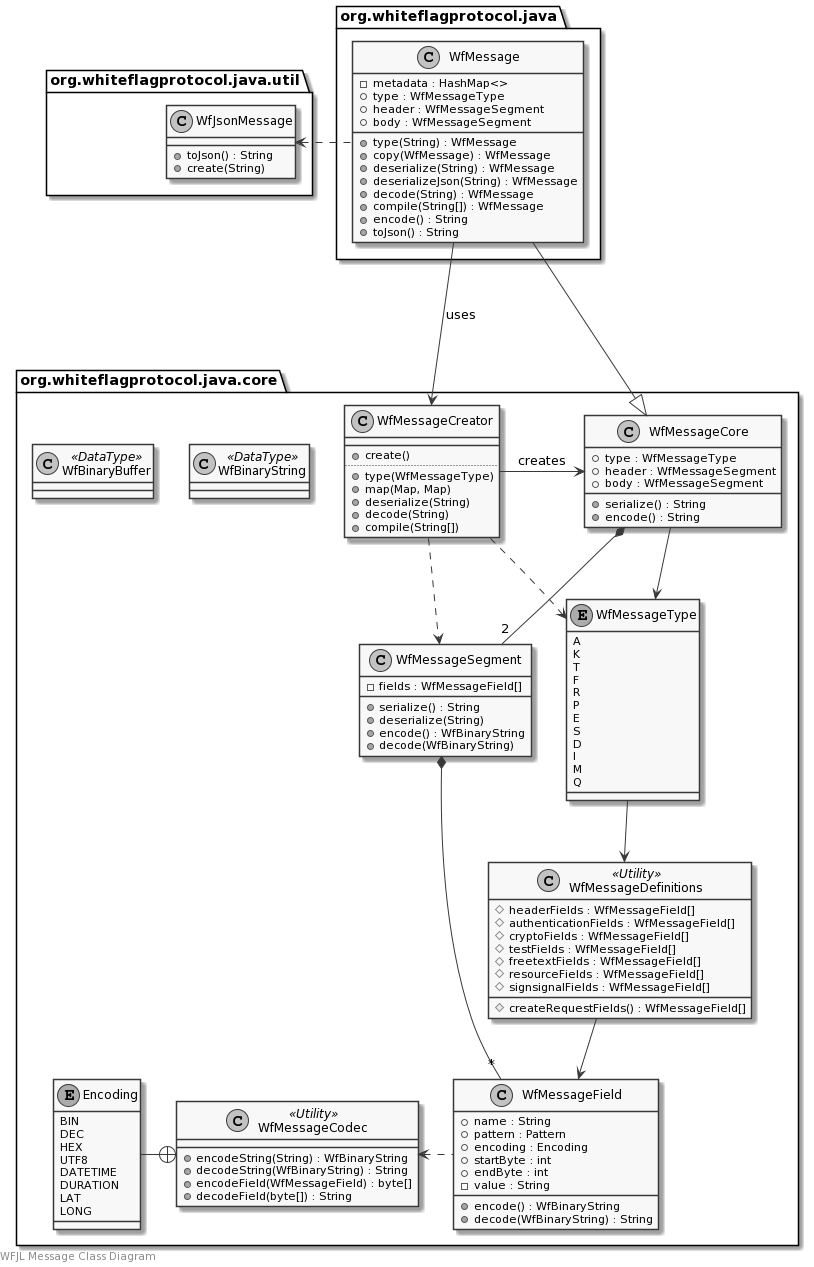 org.whiteflagprotocol.java
C WfMessage
metadata : HashMap<>
type : WfMessageType
header : WfMessageSegment
body : WfMessageSegment
type(String) : WfMessage
copy(WfMessage) : WfMessage
deserialize(String) : WfMessage
deserializeJson(String) : WfMessage
decode(String) : WfMessage
compile(String[]) : WfMessage
encode() : String
toJson() : String
org.whiteflagprotocol.java.util
C WfJsonMessage
toJson() : String
create(String)
uses
org.whiteflagprotocol.java.core
C «DataType»
WfBinaryBuffer
C «DataType»
WfBinaryString
C WfMessageCreator
create()
type(WfMessageType)
map(Map, Map)
deserialize(String)
decode(String)
compile(String[])
creates
C WfMessageCore
type : WfMessageType
header : WfMessageSegment
body : WfMessageSegment
serialize() : String
encode() : String
2
C WfMessageSegment
fields : WfMessageField[]
serialize() : String
deserialize(String)
encode() : WfBinaryString
decode(WfBinaryString)
E WfMessageType
A
K
T
F
R
P
E
S
D
I
M
Q
C «Utility»
WfMessageDefinitions
headerFields : WfMessageField[]
authenticationFields : WfMessageField[]
cryptoFields : WfMessageField[]
testFields : WfMessageField[]
freetextFields : WfMessageField[]
resourceFields : WfMessageField[]
signsignalFields : WfMessageField[]
createRequestFields() : WfMessageField[]
*
E Encoding
BIN
DEC
HEX
UTF8
DATETIME
DURATION
LAT
LONG
C «Utility»
WfMessageCodec
encodeString(String) : WfBinaryString
decodeString(WfBinaryString) : String
encodeField(WfMessageField) : byte[]
decodeField(byte[]) : String
C WfMessageField
name : String
pattern : Pattern
encoding : Encoding
startByte : int
endByte : int
value : String
encode() : WfBinaryString
decode(WfBinaryString) : String
WFJL Message Class Diagram